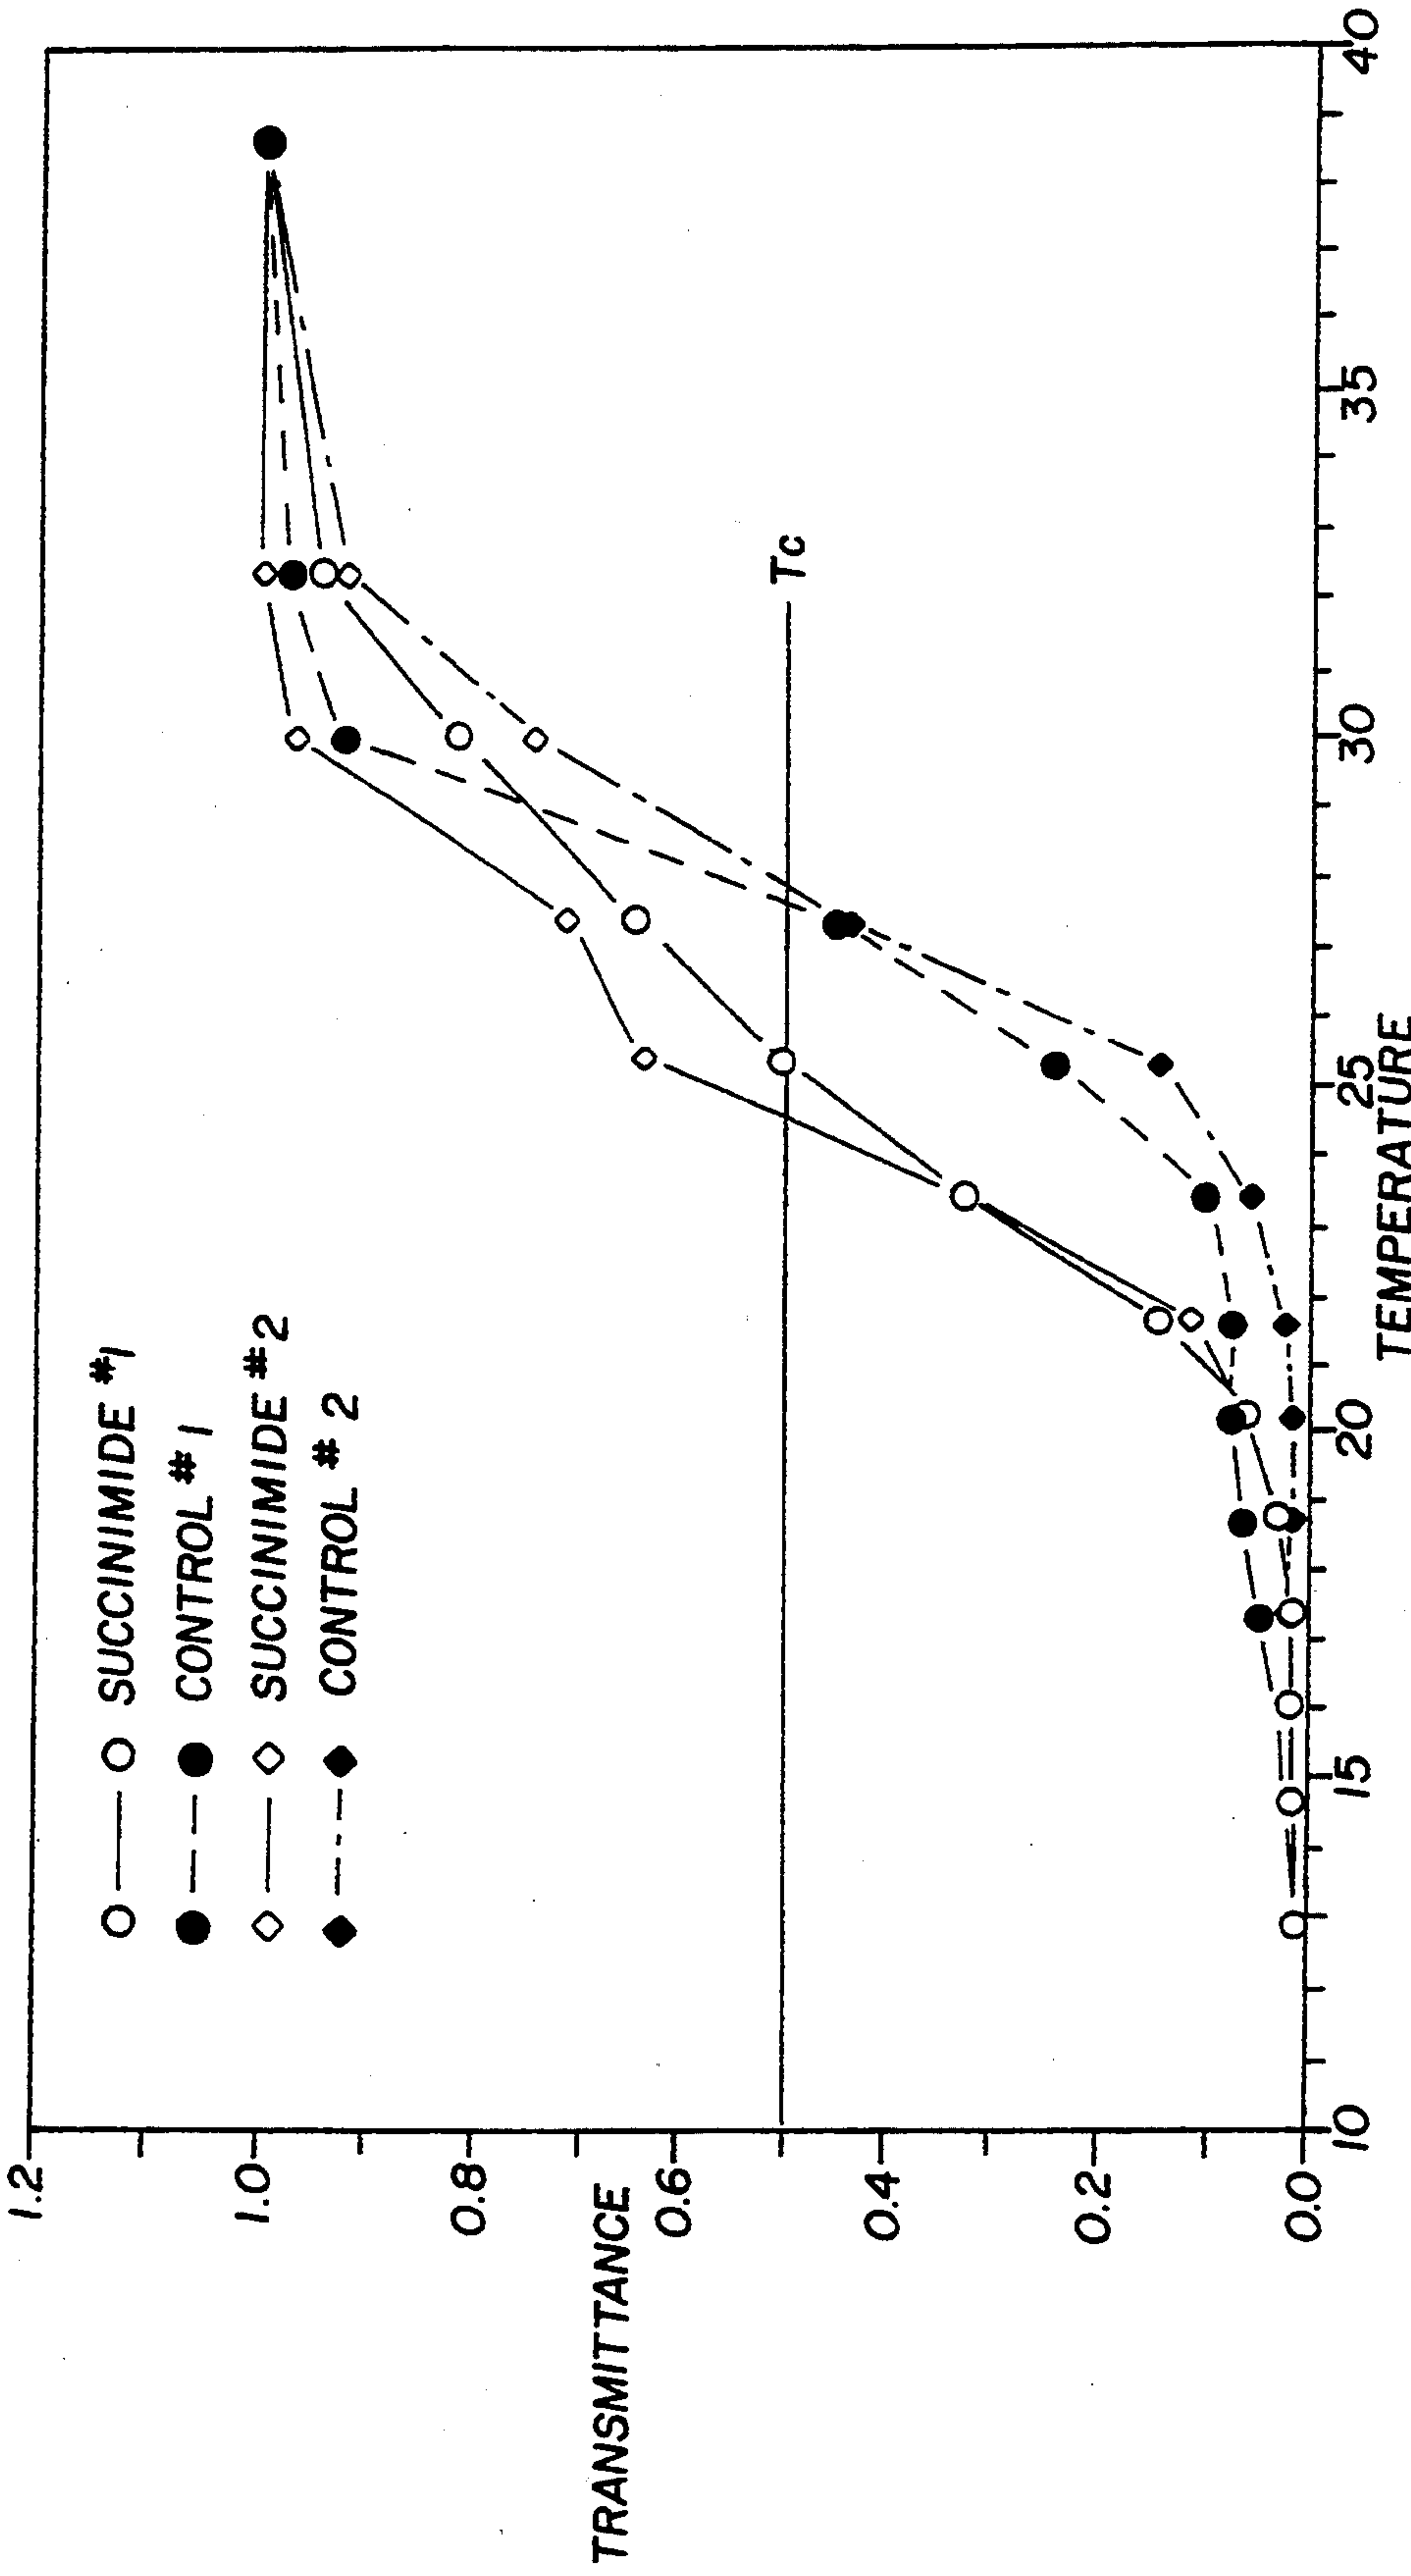 SUCCINIMIDE #1
CONTROL #1
SUCCINIMIDE #2
CONTROL #2
Tc
TRANSMITTANCE
1.2
1.0
0.8
0.6
0.4
0.2
0.0
10
15
20
25
30
35
40
TEMPERATURE